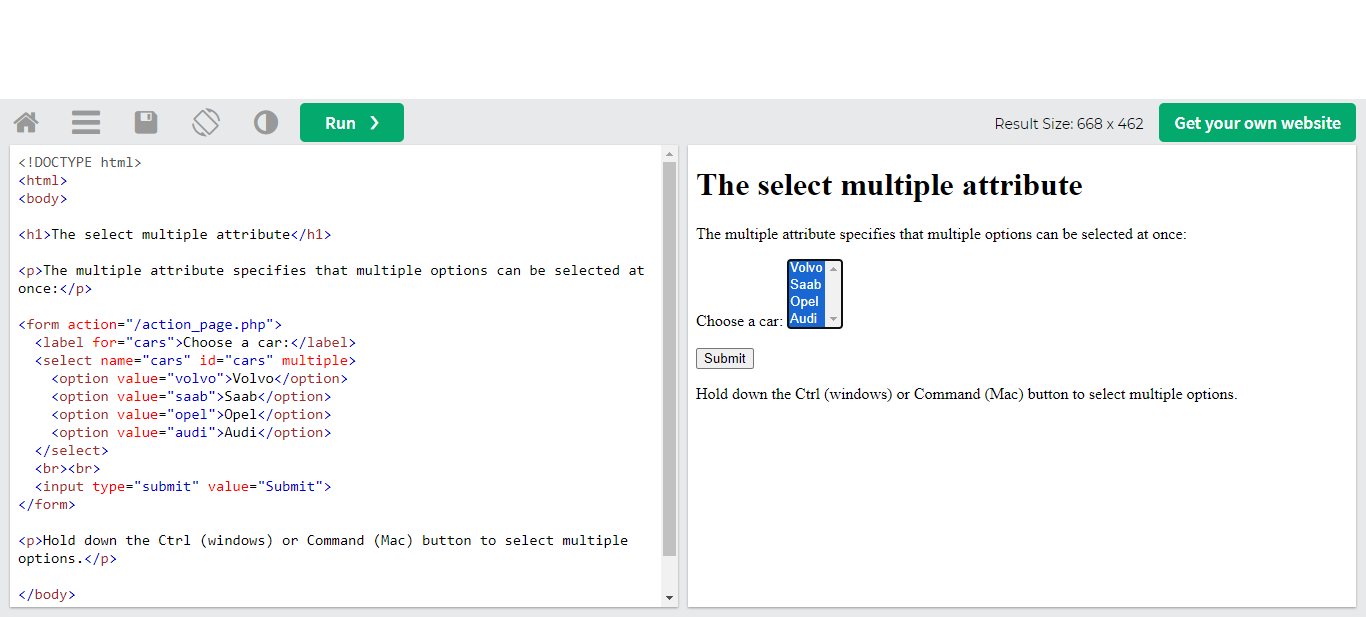 Run ❯
Result Size: 668 x 462
Get your own website
<!DOCTYPE html>
<html>
<body>
<h1>The select multiple attribute</h1>
<p>The multiple attribute specifies that multiple options can be selected at
once:</p>
<form action="/action_page.php">
  <label for="cars">Choose a car:</label>
  <select name="cars" id="cars" multiple>
    <option value="volvo">Volvo</option>
    <option value="saab">Saab</option>
    <option value="opel">Opel</option>
    <option value="audi">Audi</option>
  </select>
  <br><br>
  <input type="submit" value="Submit">
</form>
<p>Hold down the Ctrl (windows) or Command (Mac) button to select multiple
options.</p>
</body>
The select multiple attribute
The multiple attribute specifies that multiple options can be selected at once:
Volvo
Saab
Opel
Audi
Choose a car:
Submit
Hold down the Ctrl (windows) or Command (Mac) button to select multiple options.